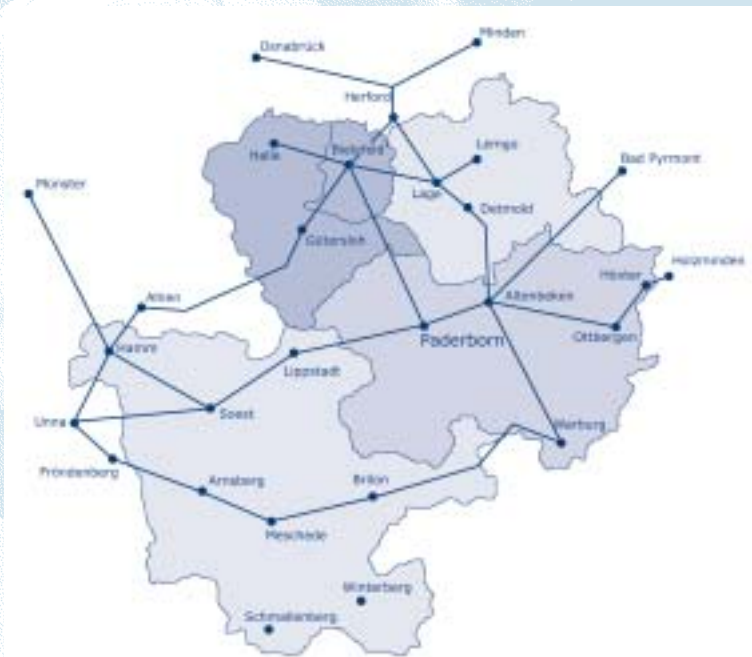 Minden
Osnabrück
Herford
Bielefeld
Lemgo
Halle
Bad Pyrmont
Münster
Lage
Detmold
Gütersloh
Holzminden
Höxter
Ahlen
Altenbeken
Ottbergen
Paderborn
Hamm
Lippstadt
Soest
Unna
Warburg
Fröndenberg
Arnsberg
Brilon
Meschede
Winterberg
Schmallenberg